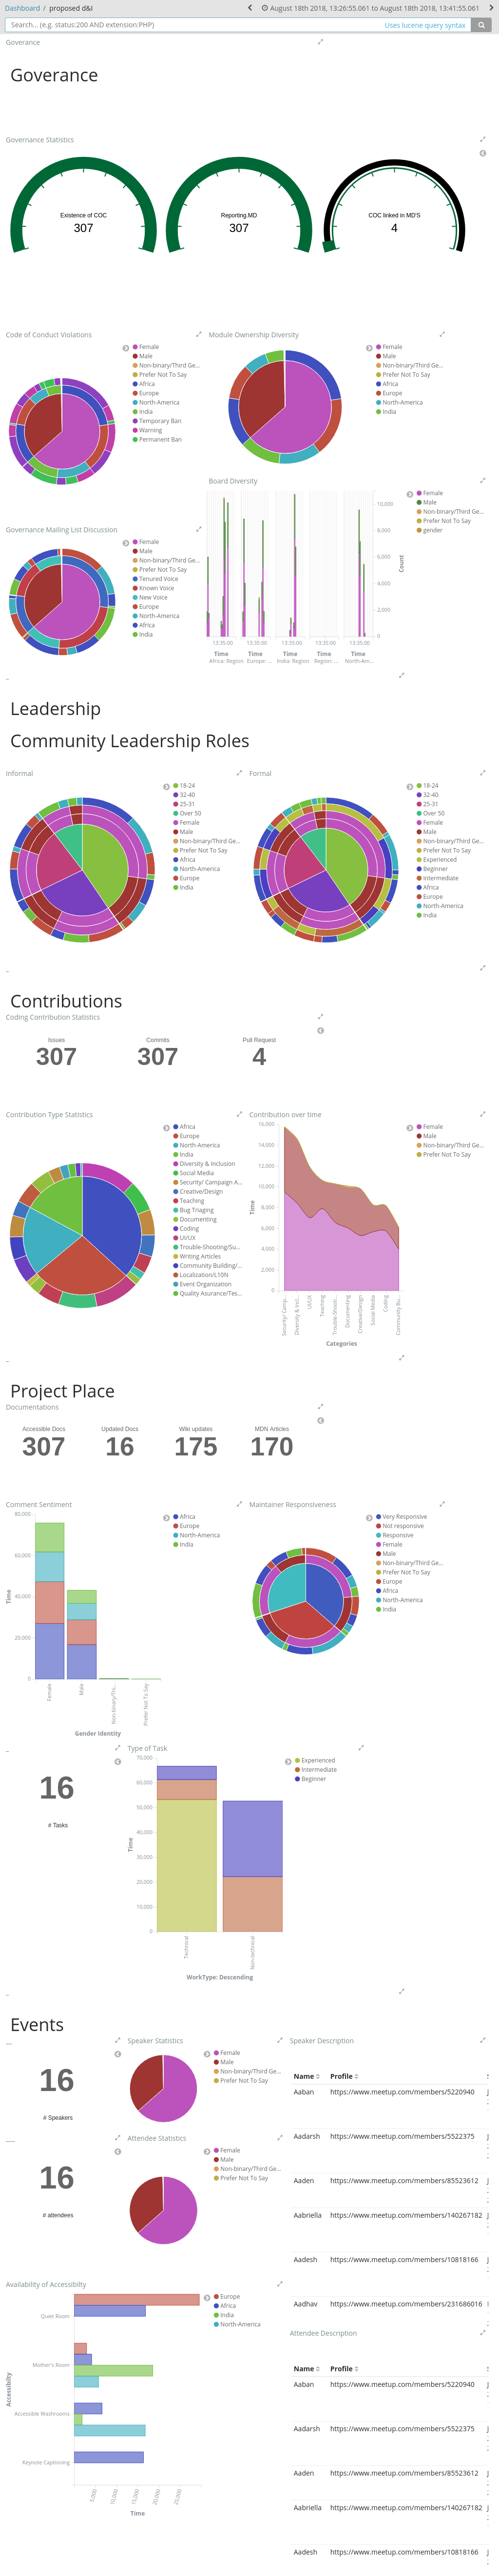 Dashboard / proposed d&I
August 18th 2018, 13:26:55.061 to August 18th 2018, 13:41:55.061
Search... (e.g. status:200 AND extension:PHP)
Uses lucene query syntax
Goverance
Goverance
Governance Statistics
Existence of COC
307
Reporting.MD
307
COC linked in MD'S
4
Code of Conduct Violations
Female
Male
Non-binary/Third Ge...
Prefer Not To Say
Africa
Europe
North-America
India
Temporary Ban
Warning
Permanent Ban
Module Ownership Diversity
Female
Male
Non-binary/Third Ge...
Prefer Not To Say
Africa
Europe
North-America
India
Governance Mailing List Discussion
Female
Male
Non-binary/Third Ge...
Prefer Not To Say
Tenured Voice
Known Voice
New Voice
Europe
North-America
Africa
India
Board Diversity
10,000
8,000
6,000
4,000
2,000
0
Count
13:35:00
13:35:00
13:35:00
13:35:00
13:35:00
Time
Time
Time
Time
Time
Africa: Region
Europe: ...
India: Region
Region: ...
North-Am...
Female
Male
Non-binary/Third Ge...
Prefer Not To Say
gender
Leadership
Community Leadership Roles
Informal
18-24
32-40
25-31
Over 50
Female
Male
Non-binary/Third Ge...
Prefer Not To Say
Africa
North-America
Europe
India
Formal
18-24
32-40
25-31
Over 50
Female
Male
Non-binary/Third Ge...
Prefer Not To Say
Experienced
Beginner
Intermediate
Africa
Europe
North-America
India
Contributions
Coding Contribution Statistics
Issues
307
Commits
307
Pull Request
4
Contribution Type Statistics
Africa
Europe
North-America
India
Diversity & Inclusion
Social Media
Security/ Campaign A...
Creative/Design
Teaching
Bug Triaging
Documenting
Coding
UI/UX
Trouble-Shooting/Su...
Writing Articles
Community Building/...
Localization/L10N
Event Organization
Quality Asurance/Tes...
Contribution over time
16,000
14,000
12,000
10,000
8,000
6,000
4,000
2,000
0
Time
Security/ Camp...
Diversity & Incl...
UI/UX
Teaching
Trouble-Shooti...
Documenting
Creative/Design
Social Media
Coding
Community Bu...
Categories
Female
Male
Non-binary/Third Ge...
Prefer Not To Say
Project Place
Documentations
Accessible Docs
307
Updated Docs
16
Wiki updates
175
MDN Articles
170
Comment Sentiment
80,000
60,000
40,000
20,000
0
Time
Female
Male
Non-binary/Thi...
Prefer Not To Say
Gender Identity
Africa
Europe
North-America
India
Maintainer Responsiveness
Very Responsive
Not responsive
Responsive
Female
Male
Non-binary/Third Ge...
Prefer Not To Say
Europe
Africa
North-America
India
16
# Tasks
Type of Task
70,000
60,000
50,000
40,000
30,000
20,000
10,000
0
Time
Technical
Non-technical
WorkType: Descending
Experienced
Intermediate
Beginner
Events
16
# Speakers
Speaker Statistics
Female
Male
Non-binary/Third Ge...
Prefer Not To Say
16
# attendees
Attendee Statistics
Female
Male
Non-binary/Third Ge...
Prefer Not To Say
Speaker Description
Name Profile
Aaban https://www.meetup.com/members/5220940
Aadarsh https://www.meetup.com/members/5522375
Aaden https://www.meetup.com/members/85523612
Aabriella https://www.meetup.com/members/140267182
Aadesh https://www.meetup.com/members/10818166
Aadhav https://www.meetup.com/members/231686016
Availability of Accessibilty
Quiet Room
Mother's Room
Accessible Washrooms
Keynote Captioning
Accessibilty
5,000
10,000
15,000
20,000
25,000
Time
Europe
Africa
India
North-America
Attendee Description
Name Profile
Aaban https://www.meetup.com/members/5220940
Aadarsh https://www.meetup.com/members/5522375
Aaden https://www.meetup.com/members/85523612
Aabriella https://www.meetup.com/members/140267182
Aadesh https://www.meetup.com/members/10818166